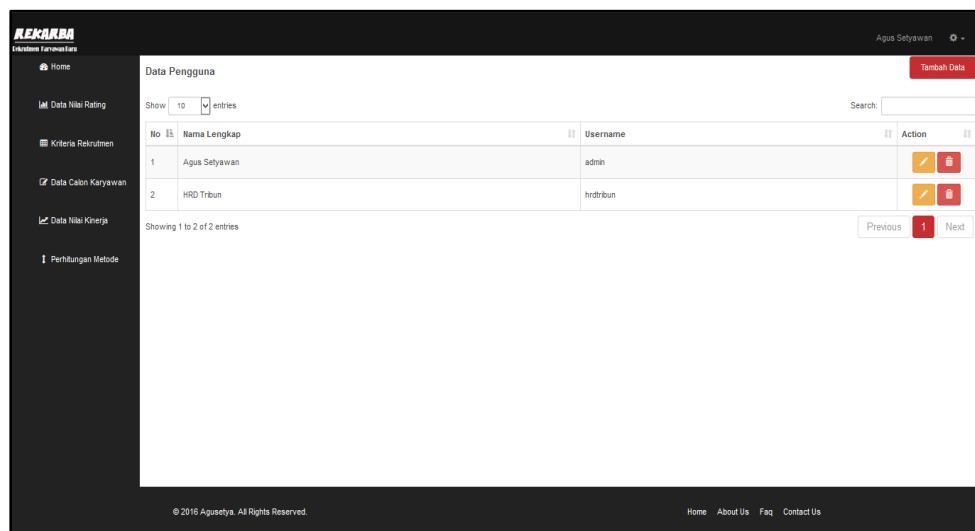 REKARBA
Rekrutmen Karyawan Baru
Agus Setyawan
Home
Data Nilai Rating
Kriteria Rekrutmen
Data Calon Karyawan
Data Nilai Kinerja
Perhitungan Metode
Data Pengguna
Tambah Data
Show 10 entries
Search:
No Nama Lengkap Username Action
1 Agus Setyawan admin
2 HRD Tribun hrdtribun
Showing 1 to 2 of 2 entries
Previous 1 Next
© 2016 Agusetya. All Rights Reserved.
Home About Us Faq Contact Us